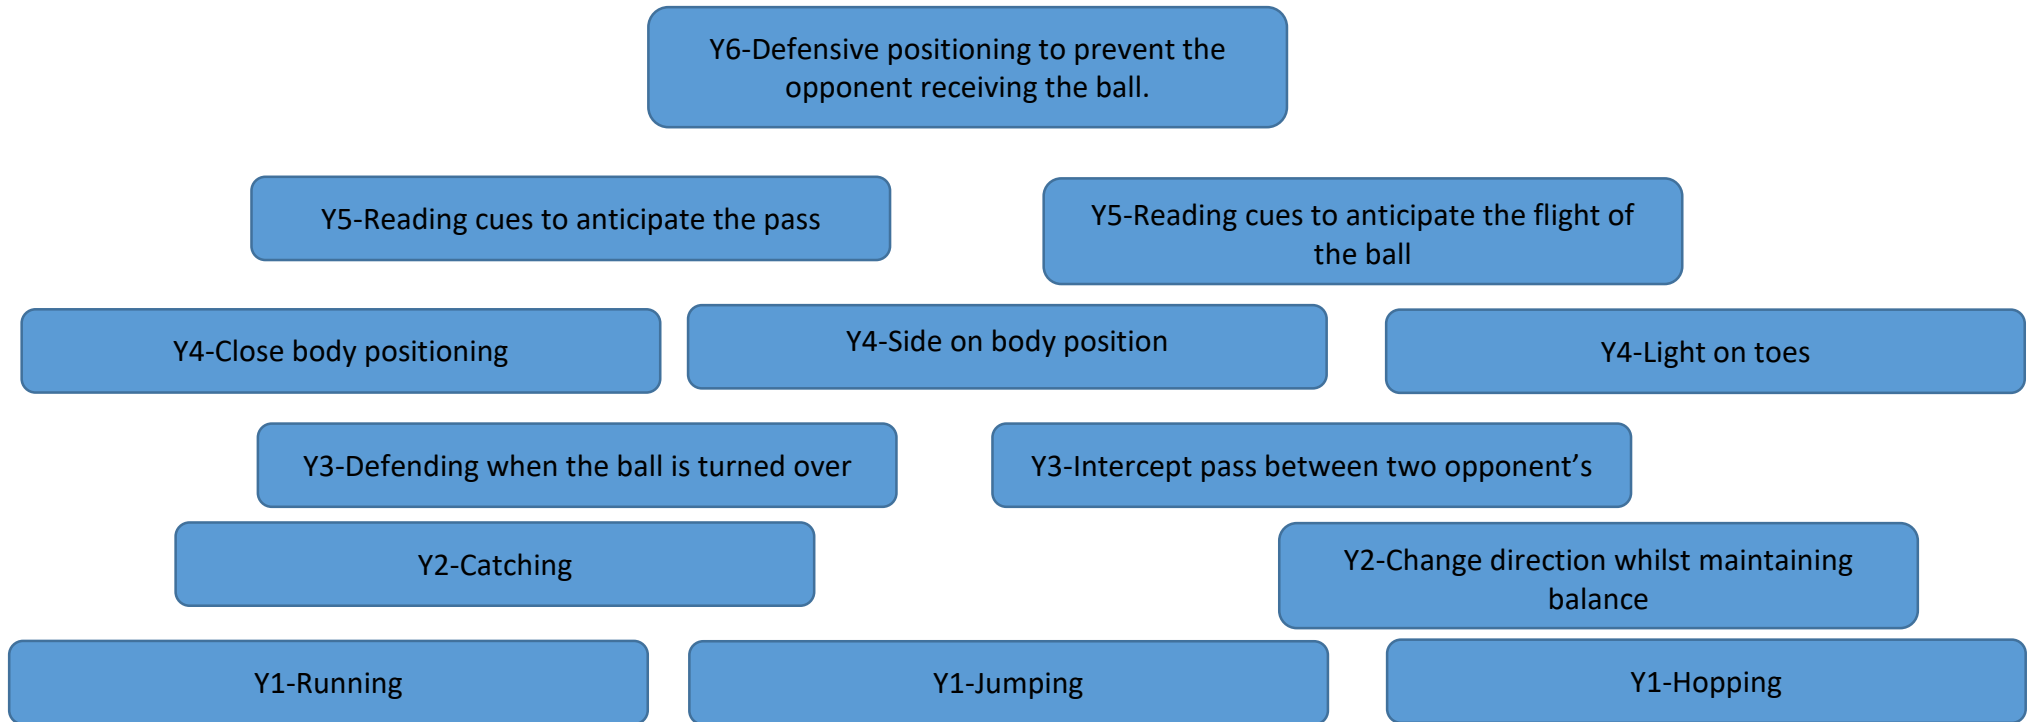 Y6-Defensive positioning to prevent the
opponent receiving the ball.
Y5-Reading cues to anticipate the pass
Y5-Reading cues to anticipate the flight of
the ball
Y4-Close body positioning
Y4-Side on body position
Y4-Light on toes
Y3-Defending when the ball is turned over
Y3-Intercept pass between two opponent’s
Y2-Catching
Y2-Change direction whilst maintaining
balance
Y1-Running
Y1-Jumping
Y1-Hopping